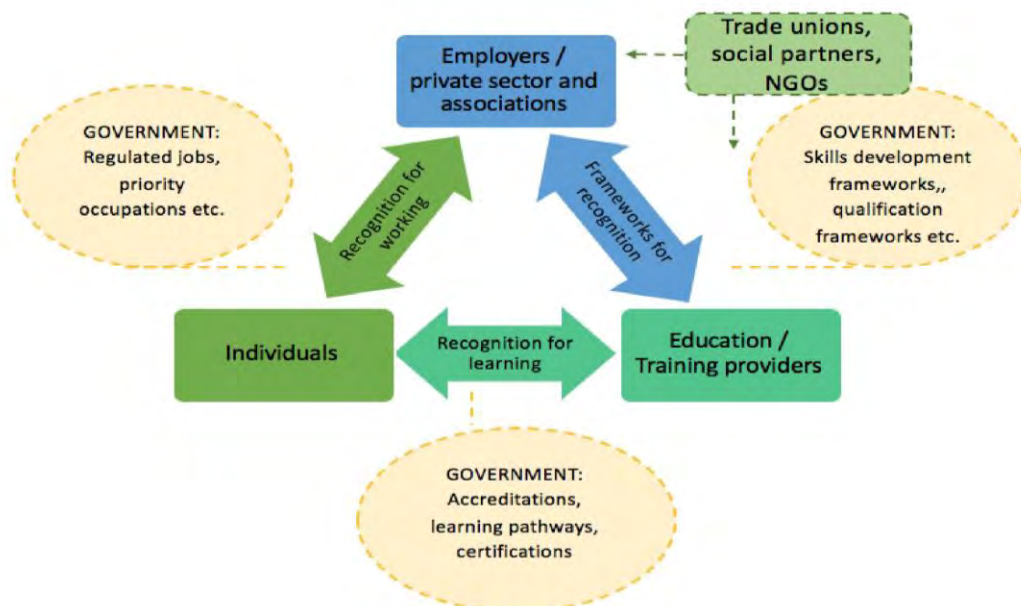 Trade unions,
social partners,
NGOs
Employers /
private sector and
associations
GOVERNMENT:
Regulated jobs,
priority
occupations etc.
GOVERNMENT:
Skills development
frameworks,,
qualification
frameworks etc.
Recognition for
working
Frameworks for
recognition
Individuals
Recognition for
learning
Education /
Training providers
GOVERNMENT:
Accreditations,
learning pathways,
certifications